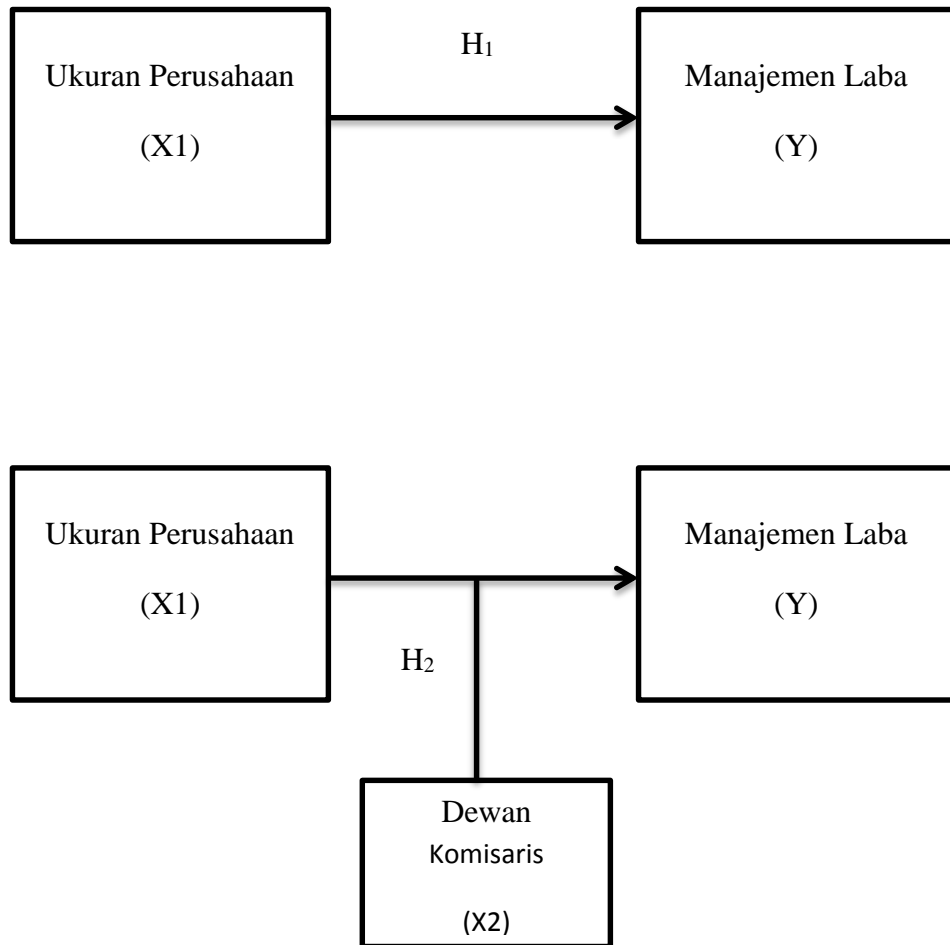 H₁
Ukuran Perusahaan
(X1)
Manajemen Laba
(Y)
Ukuran Perusahaan
(X1)
Manajemen Laba
(Y)
H₂
Dewan
Komisaris
(X2)